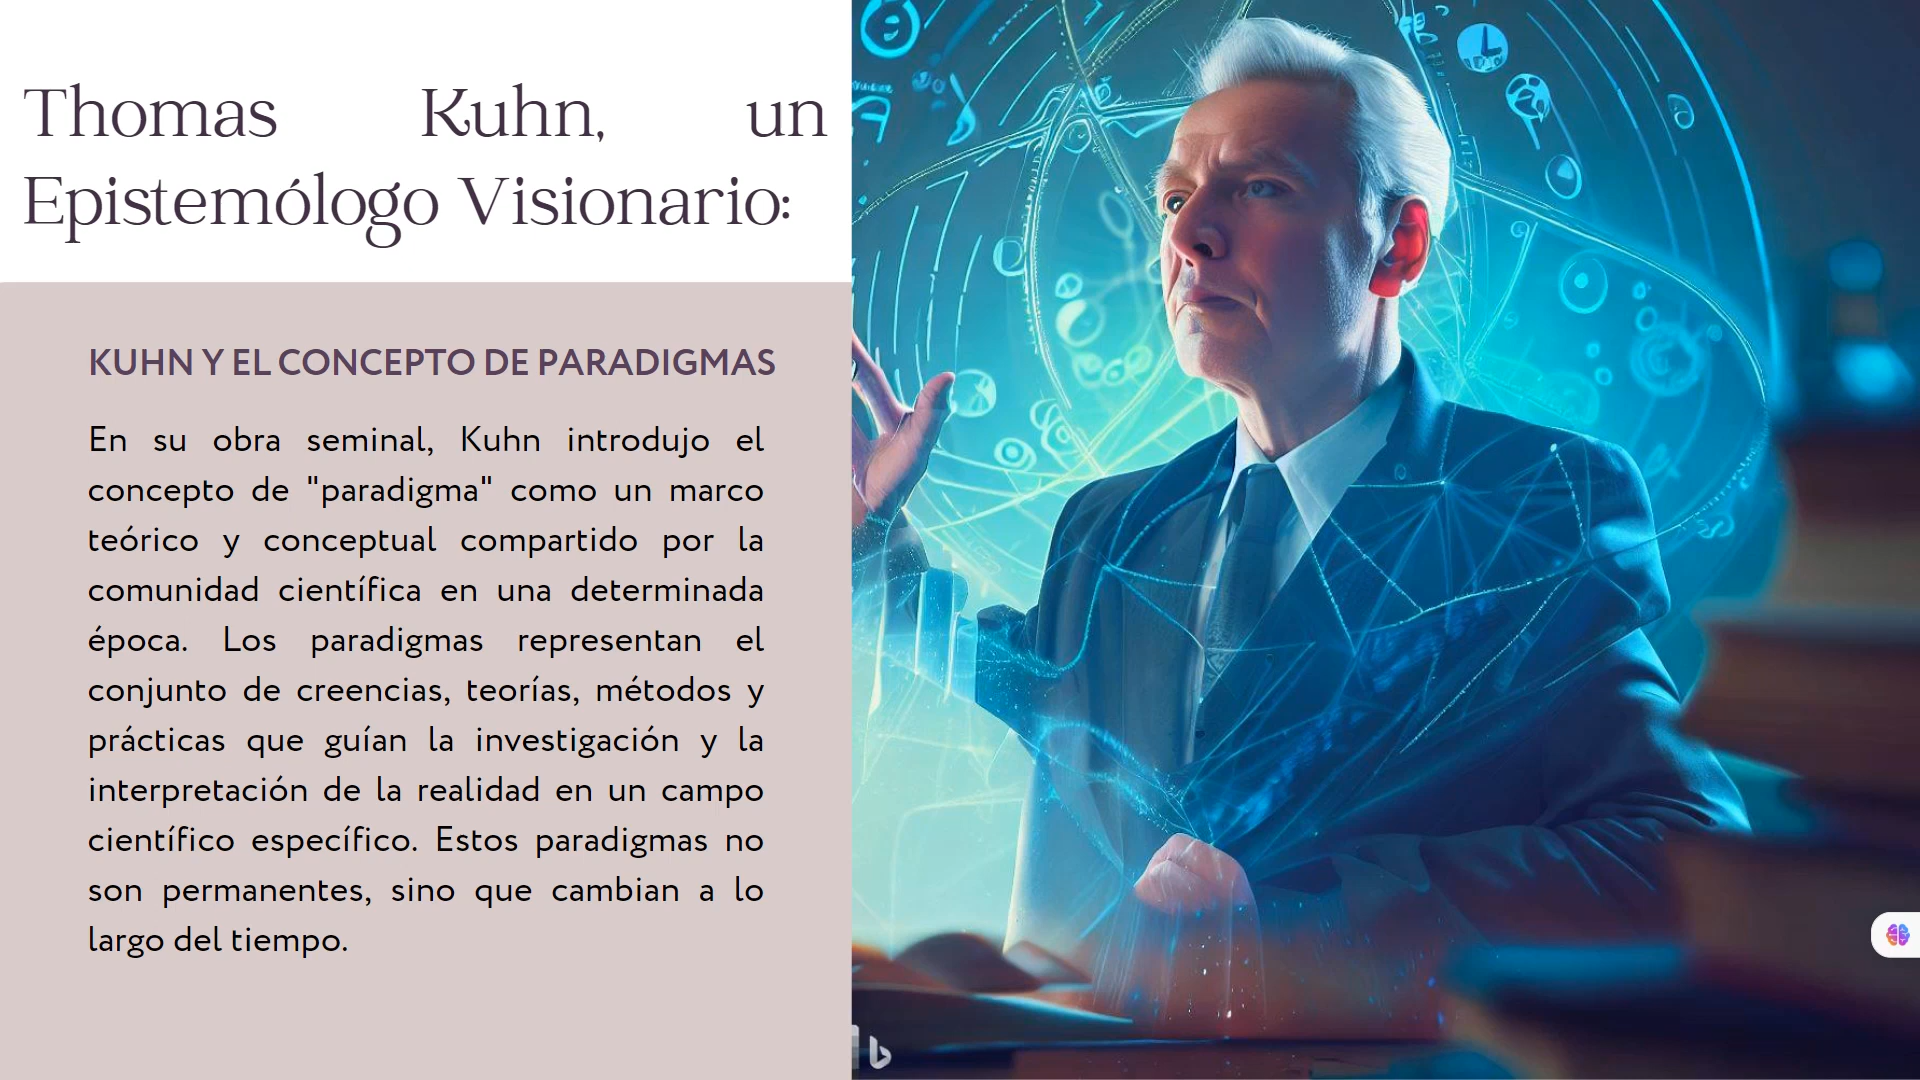 Thomas Kuhn, un
Epistemólogo Visionario:
KUHN Y EL CONCEPTO DE PARADIGMAS
En su obra seminal, Kuhn introdujo el
concepto de "paradigma" como un marco
teórico y conceptual compartido por la
comunidad científica en una determinada
época. Los paradigmas representan el
conjunto de creencias, teorías, métodos y
prácticas que guían la investigación y la
interpretación de la realidad en un campo
científico específico. Estos paradigmas no
son permanentes, sino que cambian a lo
largo del tiempo.